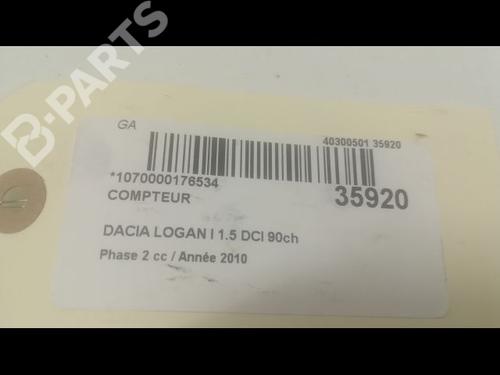 B-PARTS
GA
40300501 35920
*1070000176534
COMPTEUR
35920
DACIA LOGAN I 1.5 DCI 90ch
Phase 2 cc / Année 2010